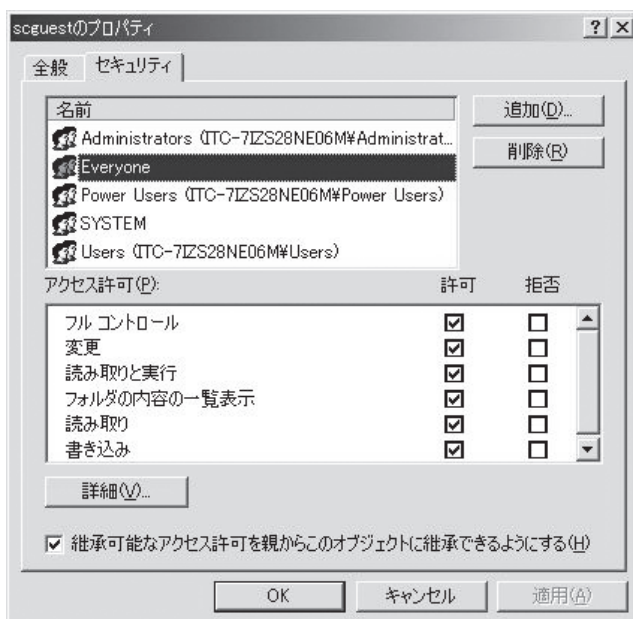 scguestのプロパティ
全般 セキュリティ
名前
追加(D)...
Administrators (ITC-7IZS28NE06M¥Administrat...
削除(R)
Everyone
Power Users (ITC-7IZS28NE06M¥Power Users)
SYSTEM
Users (ITC-7IZS28NE06M¥Users)
アクセス許可(P): 許可 拒否
フル コントロール
変更
読み取りと実行
フォルダの内容の一覧表示
読み取り
書き込み
詳細(V)...
継承可能なアクセス許可を親からこのオブジェクトに継承できるようにする(H)
OK キャンセル 適用(A)